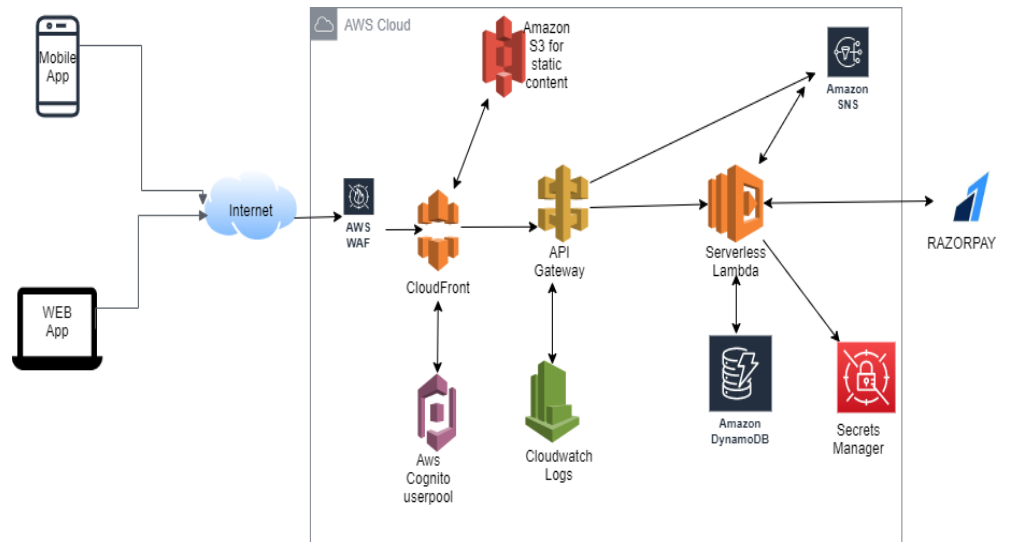 AWS Cloud
Mobile
App
Amazon
S3 for
static
content
Amazon
SNS
Internet
AWS
WAF
CloudFront
API
Gateway
Serverless
Lambda
RAZORPAY
WEB
App
Aws
Cognito
userpool
Cloudwatch
Logs
Amazon
DynamoDB
Secrets
Manager